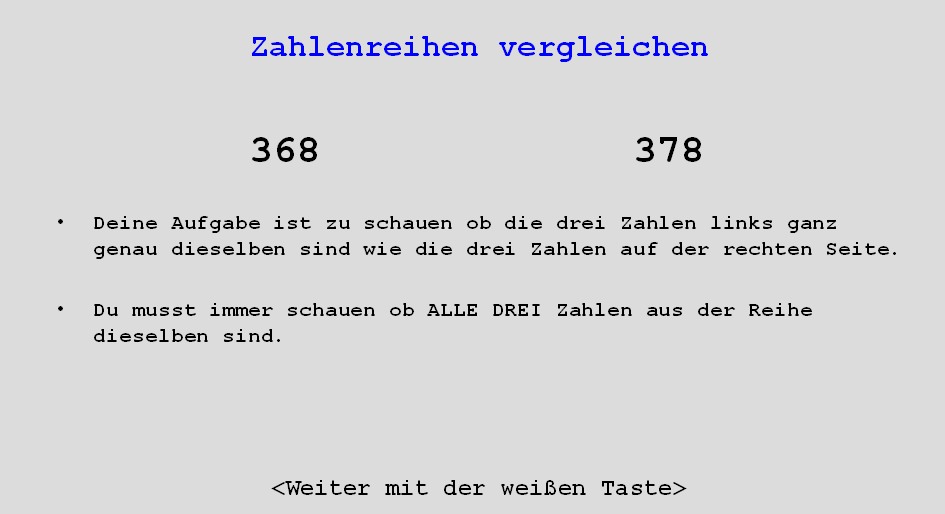 Zahlenreihen vergleichen
368 378
• Deine Aufgabe ist zu schauen ob die drei Zahlen links ganz
genau dieselben sind wie die drei Zahlen auf der rechten Seite.
• Du musst immer schauen ob ALLE DREI Zahlen aus der Reihe
dieselben sind.
<Weiter mit der weißen Taste>